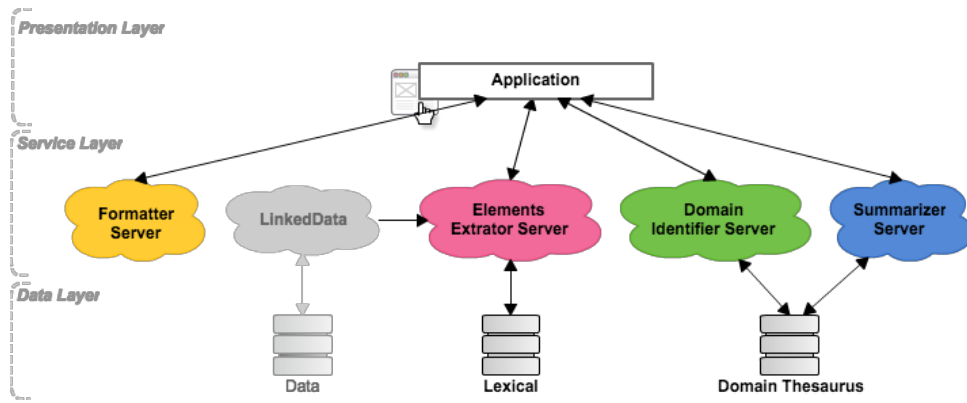 Presentation Layer
Application
Service Layer
Formatter
Server
LinkedData
Elements
Extrator Server
Domain
Identifier Server
Summarizer
Server
Data Layer
Data
Lexical
Domain Thesaurus